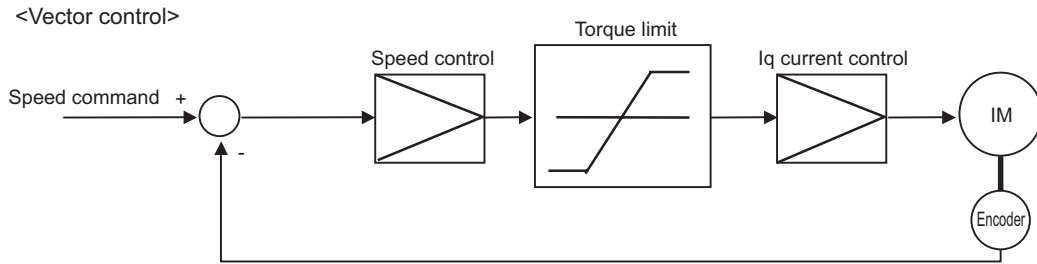 <Vector control>
Torque limit
Speed control
Iq current control
Speed command
+
-
IM
Encoder